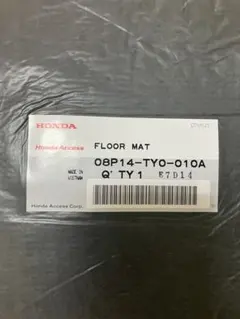 HONDA
Honda Access
FLOOR MAT
08P14-TY0-010A
MADE IN
VIETNAM
Q'TY1 E7D14
Honda Access Corp.